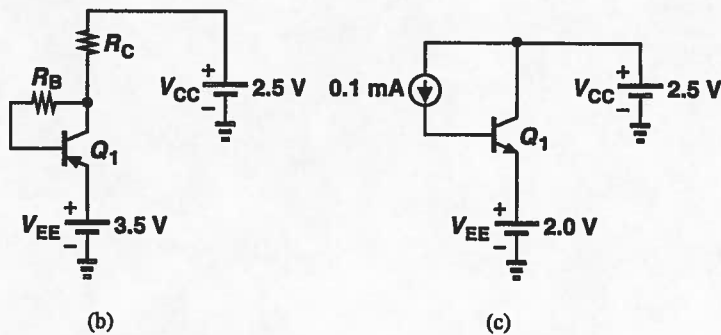 R_C
R_B
V_CC
+
−
2.5 V
Q_1
V_EE
+
−
3.5 V
(b)
0.1 mA
V_CC
+
−
2.5 V
Q_1
V_EE
+
−
2.0 V
(c)